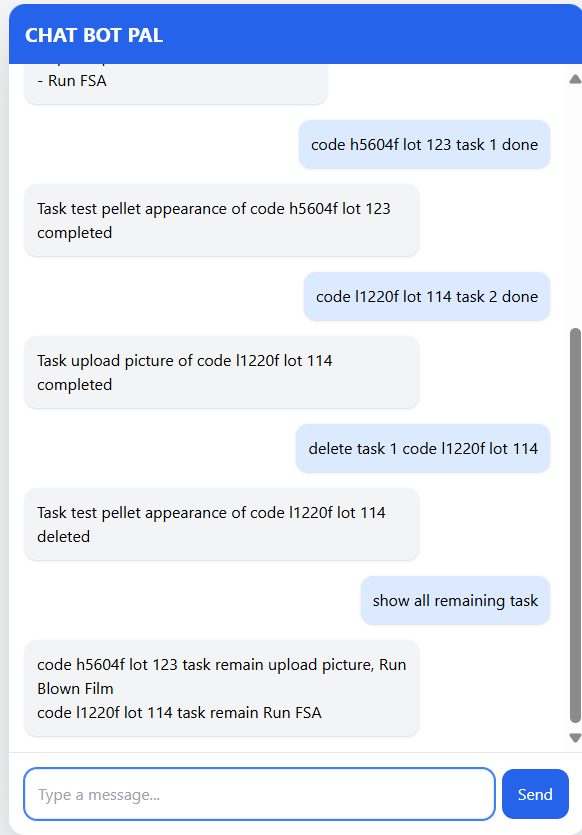 CHAT BOT PAL
- Run FSA
code h5604f lot 123 task 1 done
Task test pellet appearance of code h5604f lot 123
completed
code l1220f lot 114 task 2 done
Task upload picture of code l1220f lot 114
completed
delete task 1 code l1220f lot 114
Task test pellet appearance of code l1220f lot 114
deleted
show all remaining task
code h5604f lot 123 task remain upload picture, Run
Blown Film
code l1220f lot 114 task remain Run FSA
Type a message...
Send